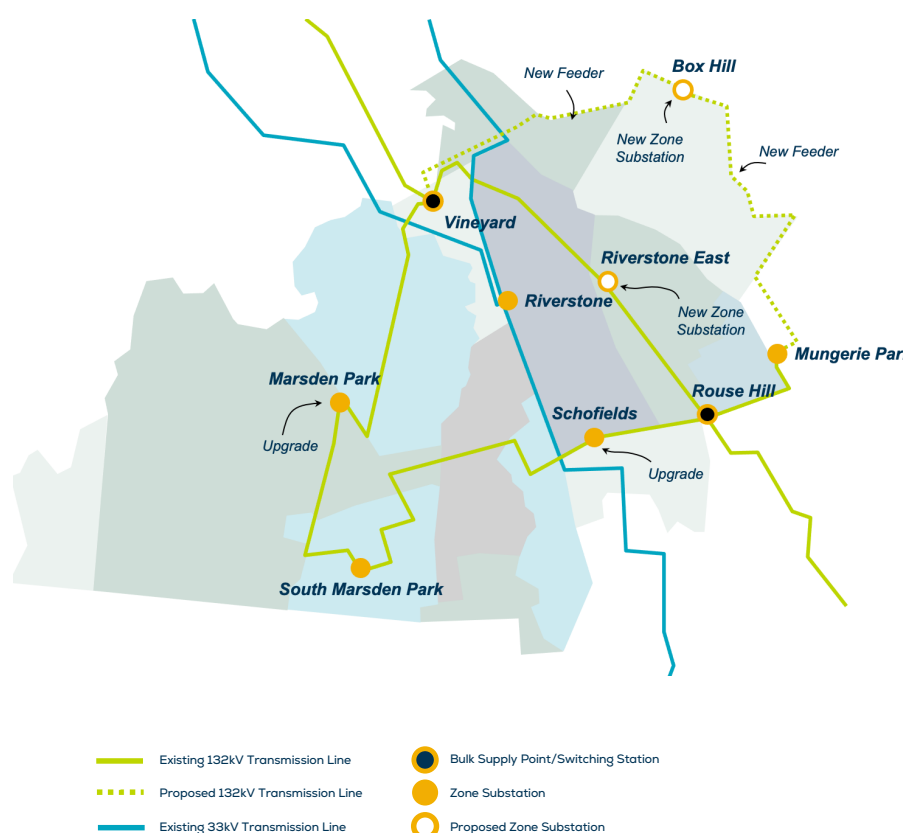 Box Hill
New Feeder
New Zone
Substation
New Feeder
Vineyard
Riverstone East
Riverstone
New Zone
Substation
Mungerie Par
Marsden Park
Rouse Hill
Schofields
Upgrade
Upgrade
South Marsden Park
Existing 132kV Transmission Line
Bulk Supply Point/Switching Station
Proposed 132kV Transmission Line
Zone Substation
Existing 33kV Transmission Line
Proposed Zone Substation